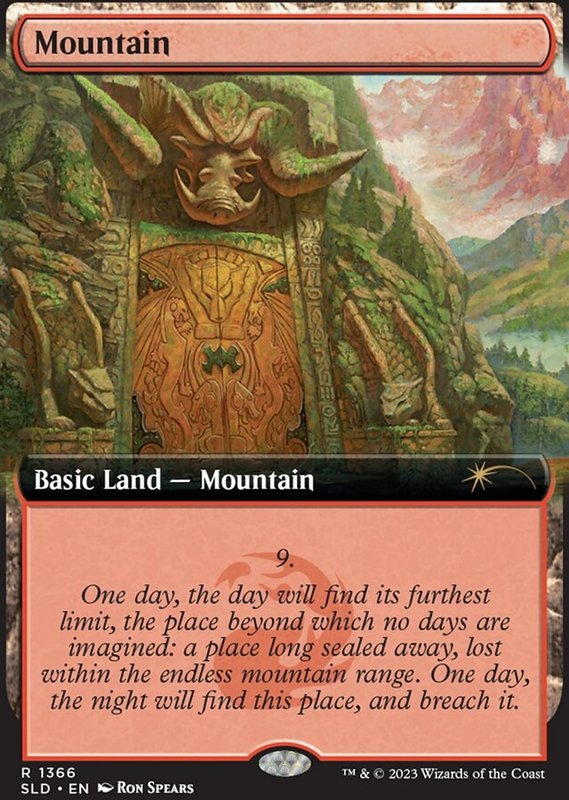 Mountain
Basic Land — Mountain
9.
One day, the day will find its furthest
limit, the place beyond which no days are
imagined: a place long sealed away, lost
within the endless mountain range. One day,
the night will find this place, and breach it.
R 1366
SLD • EN Ron Spears
™ & © 2023 Wizards of the Coast